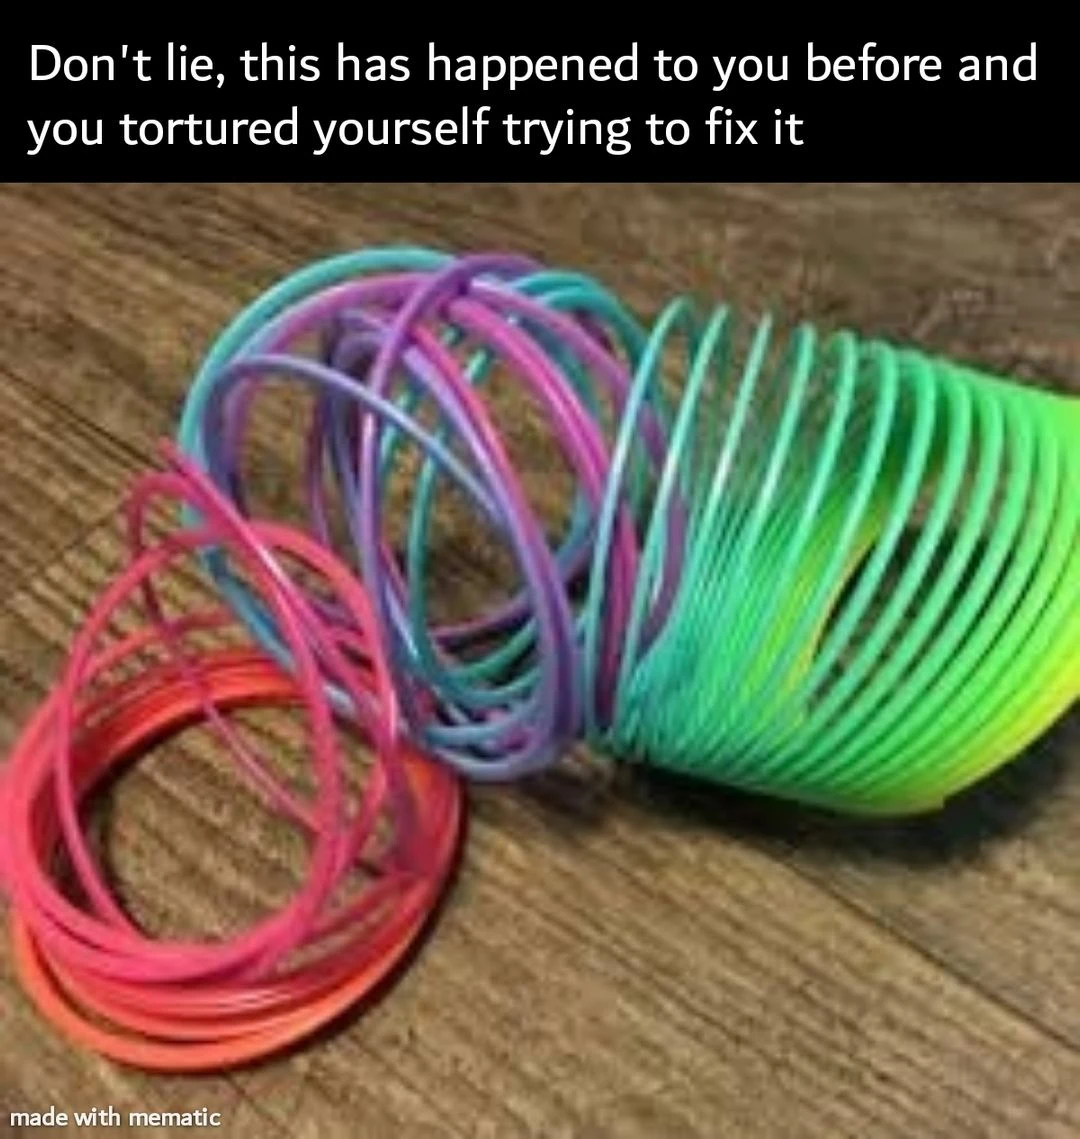 Don't lie, this has happened to you before and
you tortured yourself trying to fix it
made with mematic